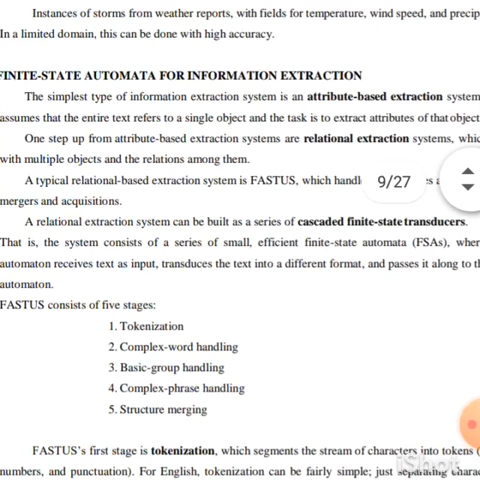 Instances of storms from weather reports, with fields for temperature, wind speed, and precip
In a limited domain, this can be done with high accuracy.
FINITE-STATE AUTOMATA FOR INFORMATION EXTRACTION
The simplest type of information extraction system is an attribute-based extraction system
assumes that the entire text refers to a single object and the task is to extract attributes of that object
One step up from attribute-based extraction systems are relational extraction systems, whic
with multiple objects and the relations among them.
A typical relational-based extraction system is FASTUS, which handl
9/27
mergers and acquisitions.
A relational extraction system can be built as a series of cascaded finite-state transducers.
That is, the system consists of a series of small, efficient finite-state automata (FSAs), wher
automaton receives text as input, transduces the text into a different format, and passes it along to th
automaton.
FASTUS consists of five stages:
1. Tokenization
2. Complex-word handling
3. Basic-group handling
4. Complex-phrase handling
5. Structure merging
FASTUS's first stage is tokenization, which segments the stream of characters into tokens (
numbers, and punctuation). For English, tokenization can be fairly simple; just separating charac
iShot